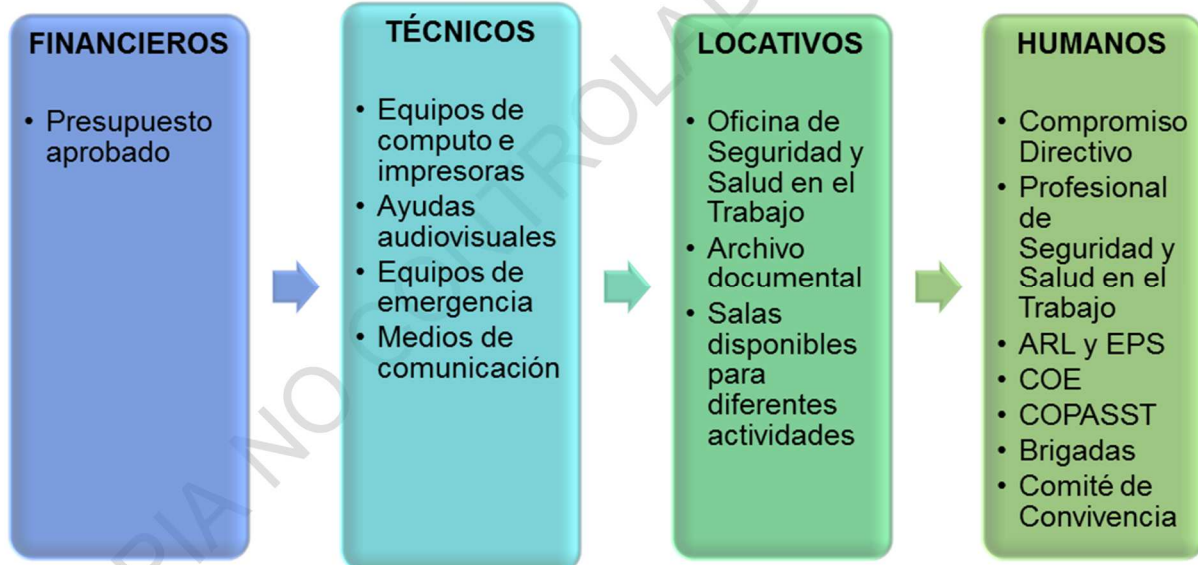 FINANCIEROS
• Presupuesto
aprobado
TÉCNICOS
• Equipos de
computo e
impresoras
• Ayudas
audiovisuales
• Equipos de
emergencia
• Medios de
comunicación
LOCATIVOS
• Oficina de
Seguridad y
Salud en el
Trabajo
• Archivo
documental
• Salas
disponibles
para
diferentes
actividades
HUMANOS
• Compromiso
Directivo
• Profesional
de
Seguridad y
Salud en el
Trabajo
• ARL y EPS
• COE
• COPASST
• Brigadas
• Comité de
Convivencia